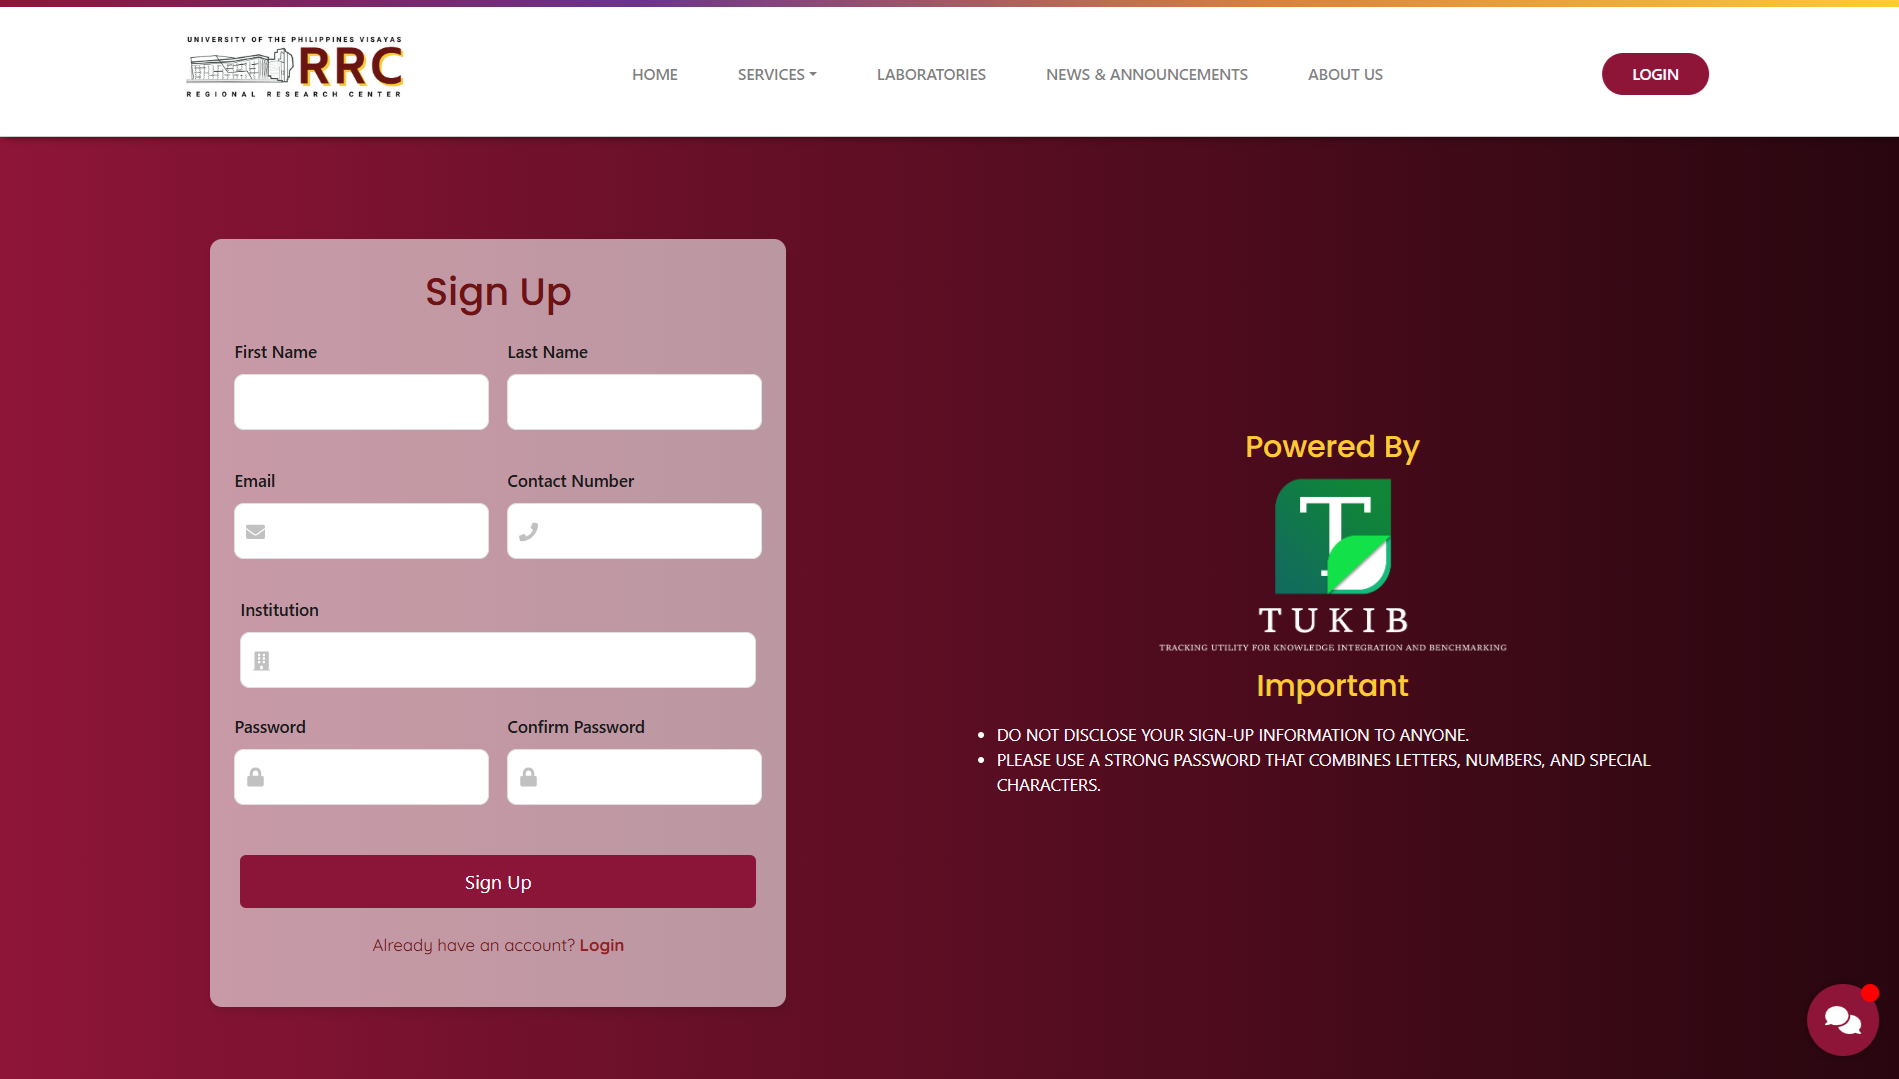 UNIVERSITY OF THE PHILIPPINES VISAYAS
RRC
REGIONAL RESEARCH CENTER
HOME
SERVICES
LABORATORIES
NEWS & ANNOUNCEMENTS
ABOUT US
LOGIN
Sign Up
First Name
Last Name
Email
Contact Number
Institution
Password
Confirm Password
Sign Up
Already have an account? Login
Powered By
T
TUKIB
TRACKING UTILITY FOR KNOWLEDGE INTEGRATION AND BENCHMARKING
Important
• DO NOT DISCLOSE YOUR SIGN-UP INFORMATION TO ANYONE.
• PLEASE USE A STRONG PASSWORD THAT COMBINES LETTERS, NUMBERS, AND SPECIAL
CHARACTERS.